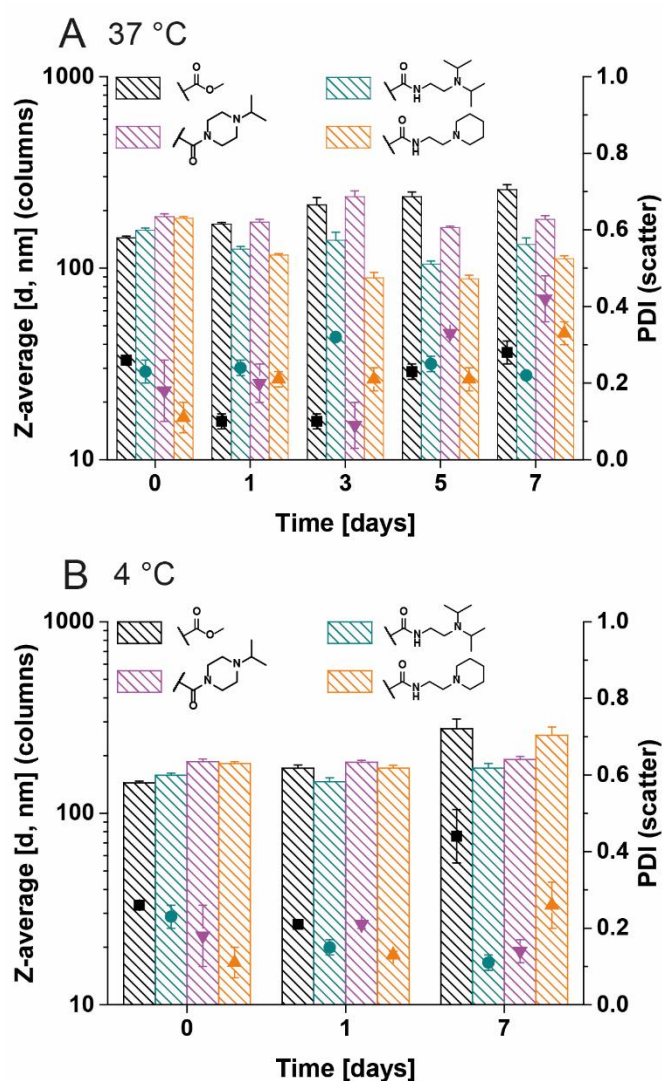 A 37 °C
1000
100
10
Z-average [d, nm] (columns)
O
O
N
N
O
O
N
H
N
O
N
H
N
1.0
0.8
0.6
0.4
0.2
0.0
PDI (scatter)
0 1 3 5 7
Time [days]
B 4 °C
1000
100
10
Z-average [d, nm] (columns)
O
O
N
N
O
O
N
H
N
O
N
H
N
1.0
0.8
0.6
0.4
0.2
0.0
PDI (scatter)
0 1 7
Time [days]